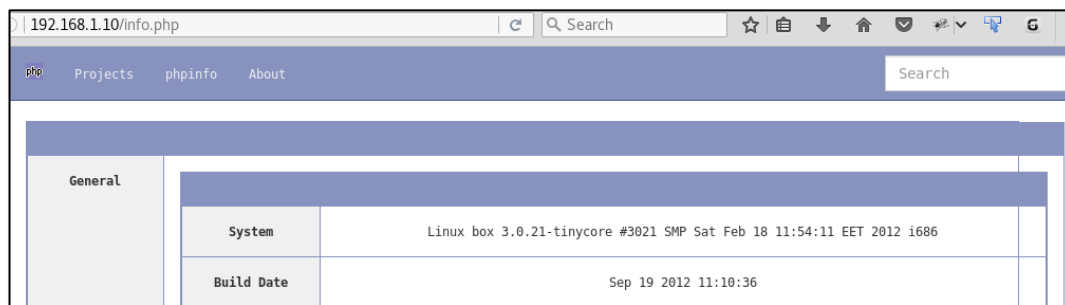 192.168.1.10/info.php Search G
php Projects phpinfo About Search
General
System Linux box 3.0.21-tinycore #3021 SMP Sat Feb 18 11:54:11 EET 2012 i686
Build Date Sep 19 2012 11:10:36